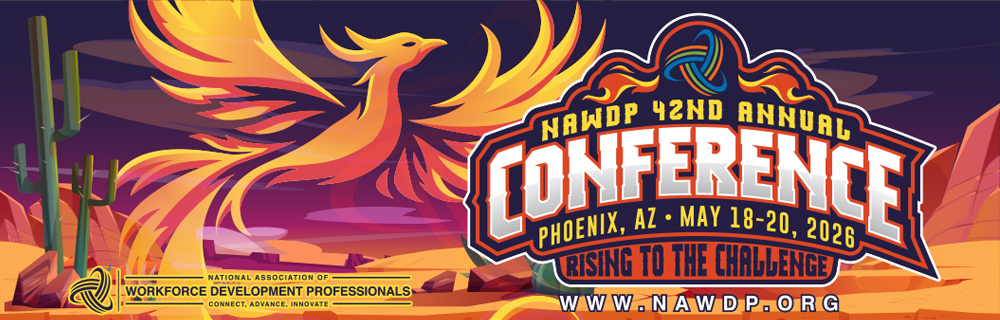 NAWDP 42ND ANNUAL
CONFERENCE
PHOENIX, AZ • MAY 18-20, 2026
RISING TO THE CHALLENGE
WWW.NAWDP.ORG
NATIONAL ASSOCIATION OF
WORKFORCE DEVELOPMENT PROFESSIONALS
CONNECT, ADVANCE, INNOVATE